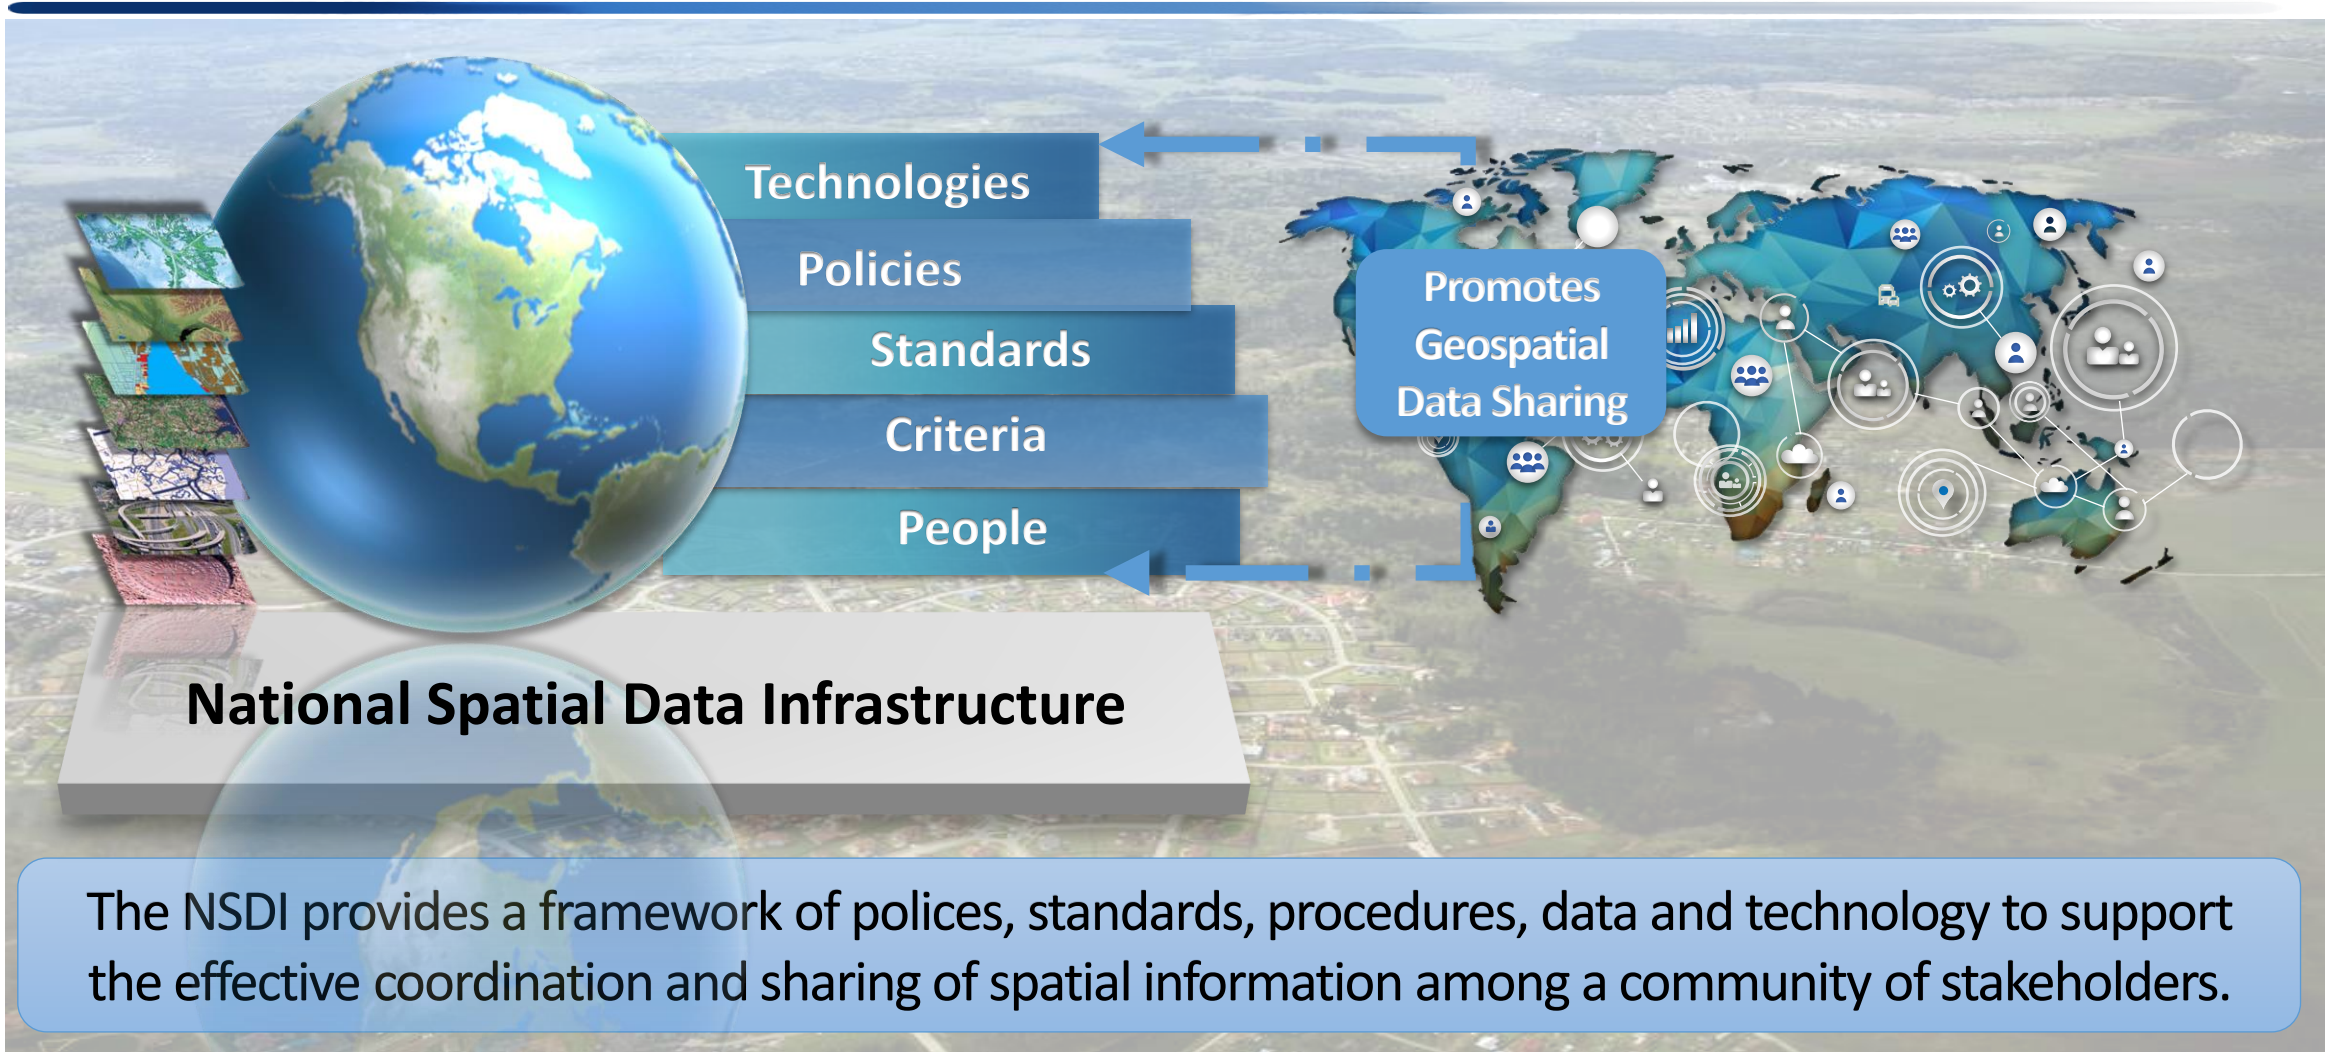 Technologies
Policies
Standards
Criteria
People
Promotes
Geospatial
Data Sharing
National Spatial Data Infrastructure
The NSDI provides a framework of polices, standards, procedures, data and technology to support
the effective coordination and sharing of spatial information among a community of stakeholders.